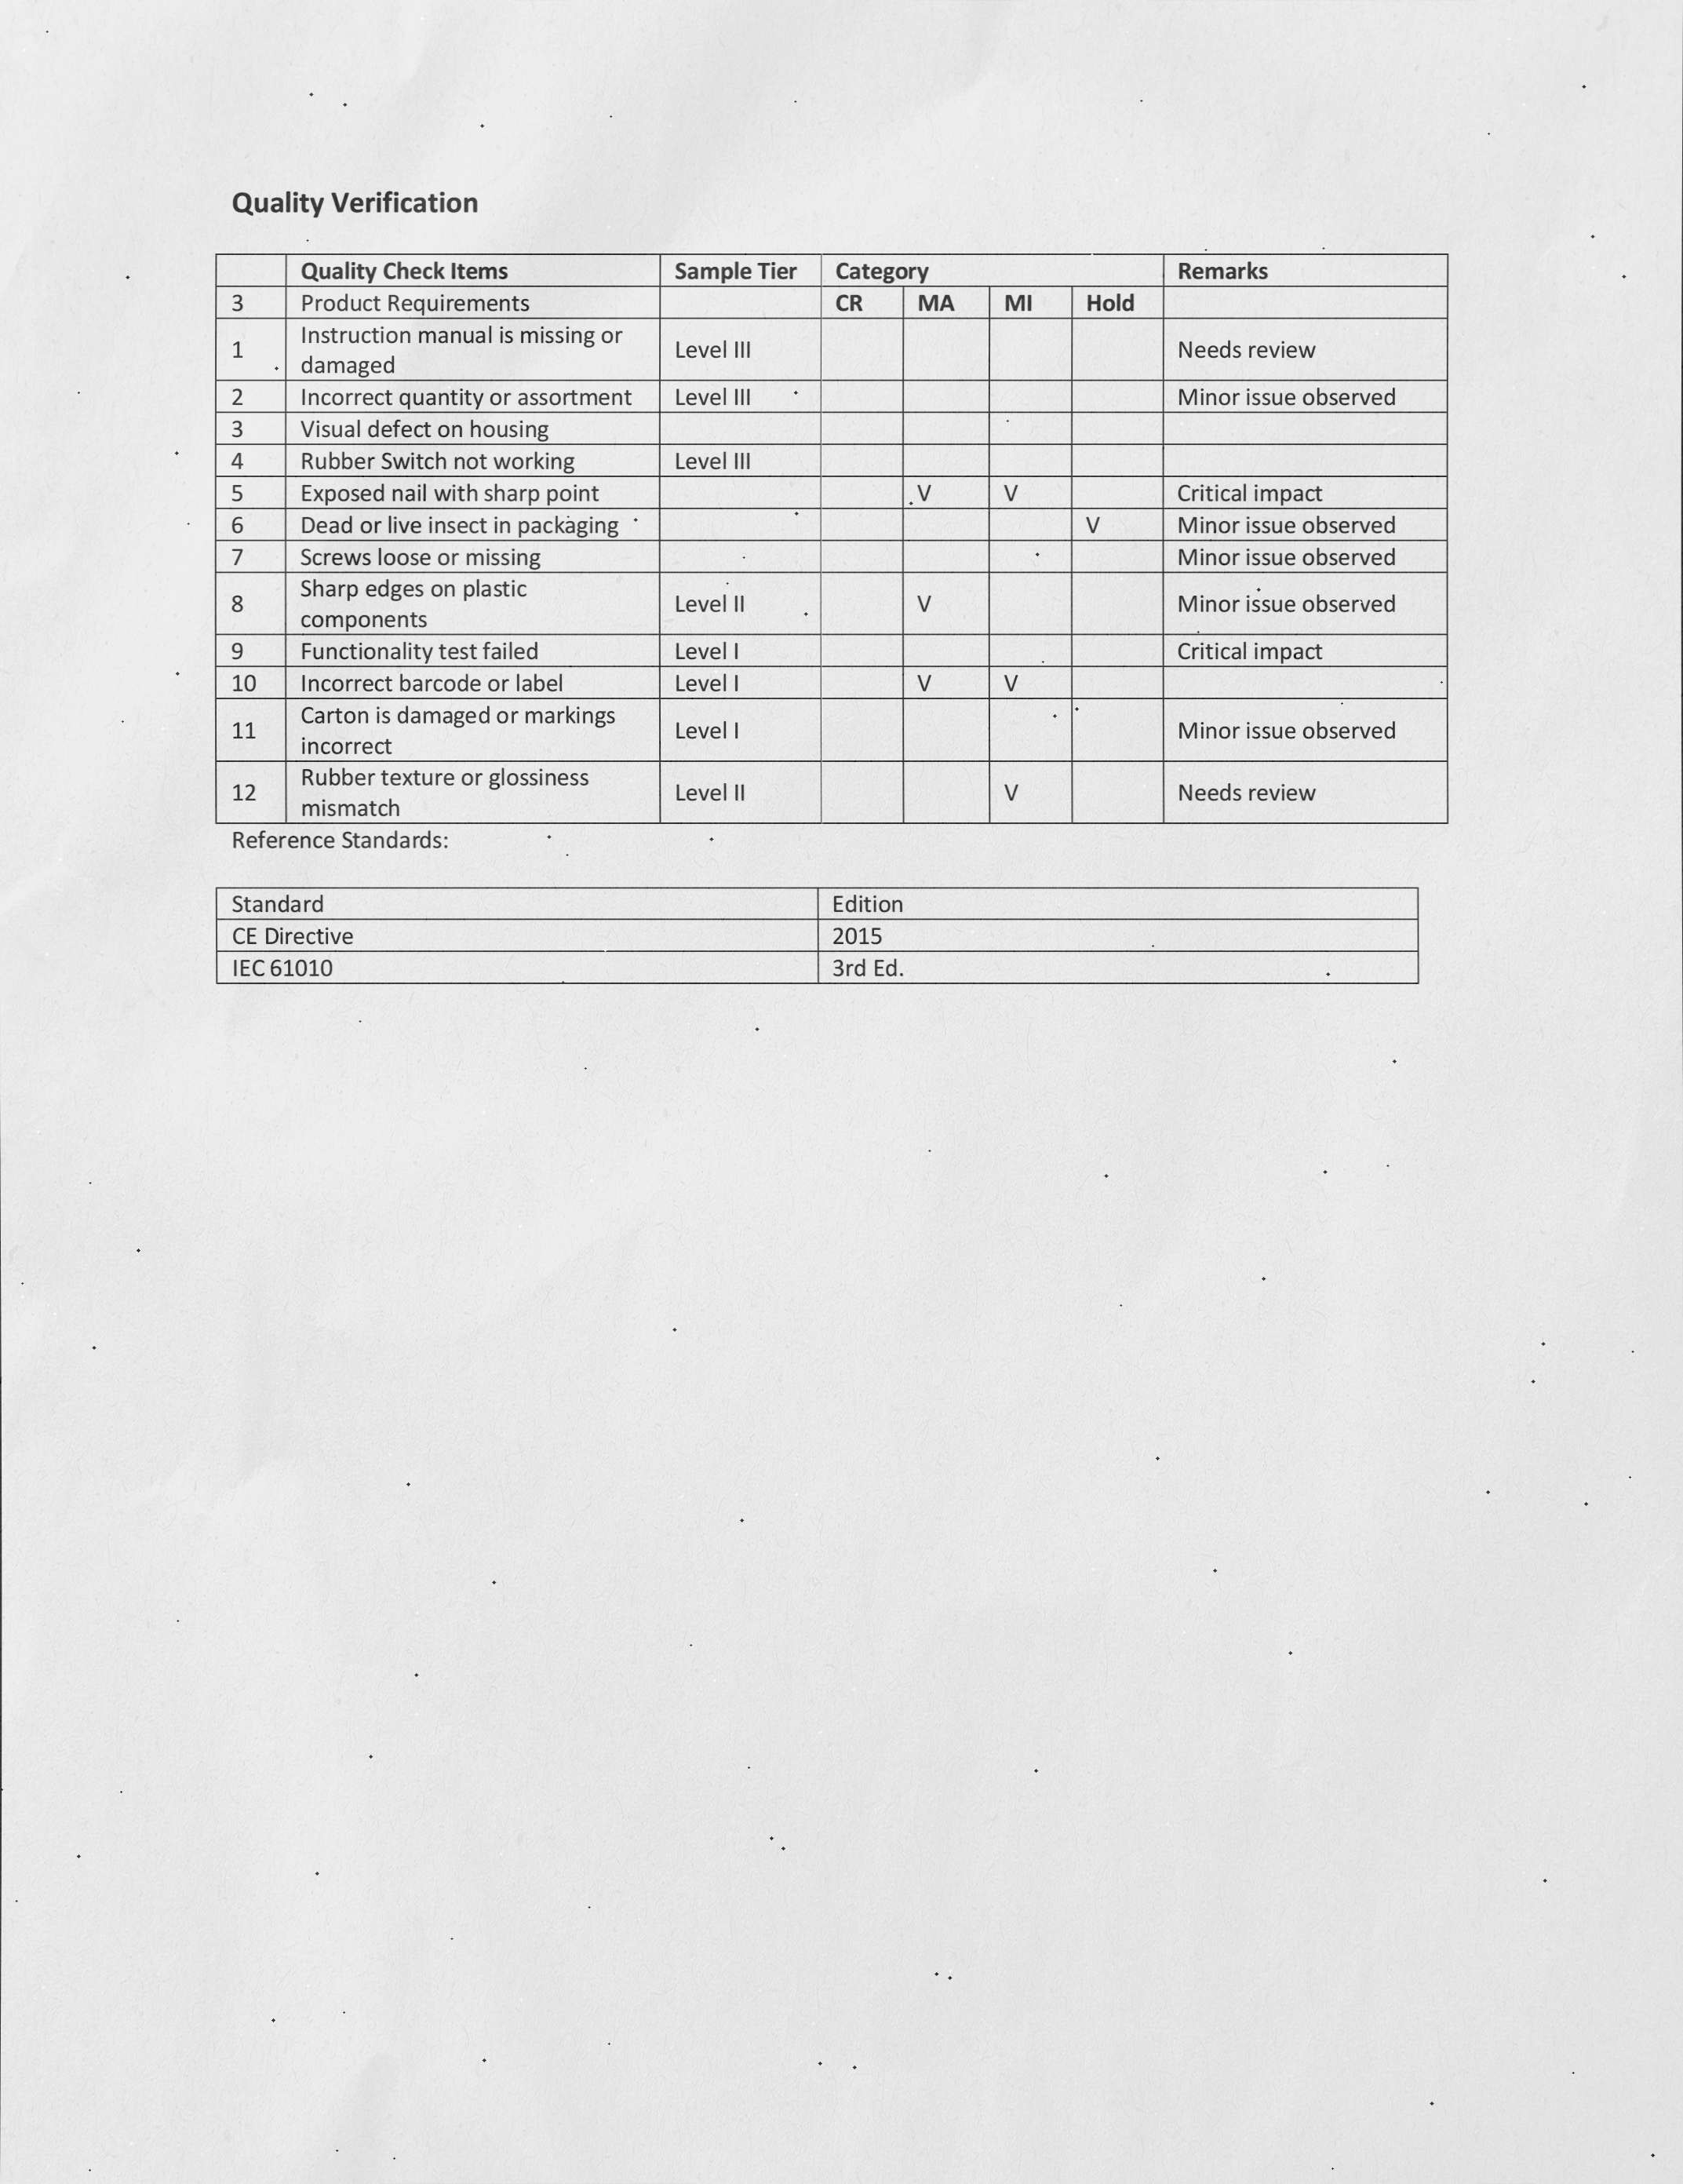 Quality Verification
Quality Check Items Sample Tier Category Remarks
3 Product Requirements CR MA MI Hold
1 Instruction manual is missing or
damaged Level III Needs review
2 Incorrect quantity or assortment Level III Minor issue observed
3 Visual defect on housing
4 Rubber Switch not working Level III
5 Exposed nail with sharp point V V Critical impact
6 Dead or live insect in packaging V Minor issue observed
7 Screws loose or missing Minor issue observed
8 Sharp edges on plastic
components Level II V Minor issue observed
9 Functionality test failed Level I Critical impact
10 Incorrect barcode or label Level I V V
11 Carton is damaged or markings
incorrect Level I Minor issue observed
12 Rubber texture or glossiness
mismatch Level II V Needs review
Reference Standards:
Standard Edition
CE Directive 2015
IEC 61010 3rd Ed.